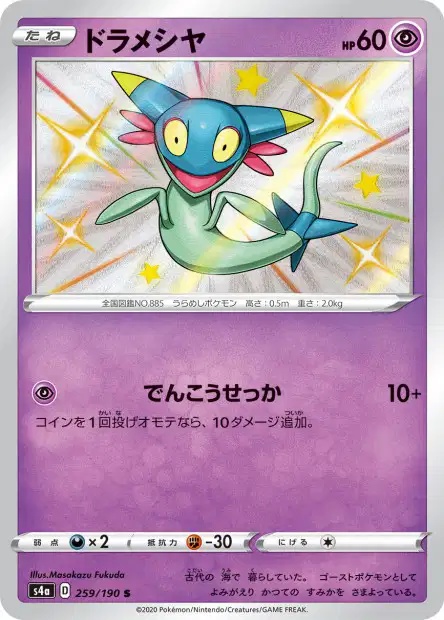 たね ドラメシヤ HP60
全国図鑑NO.885 うらめしポケモン 高さ:0.5m 重さ:2.0kg
でんこうせっか 10+
コインを1回投げオモテなら、10ダメージ追加。
弱点 ×2 抵抗力 -30 にげる
Illus.Masakazu Fukuda
古代の 海で 暮らしていた。 ゴーストポケモンとして
よみがえり かつての すみかを さまよっている。
s4a D 259/190 S
©2020 Pokémon/Nintendo/Creatures/GAME FREAK.